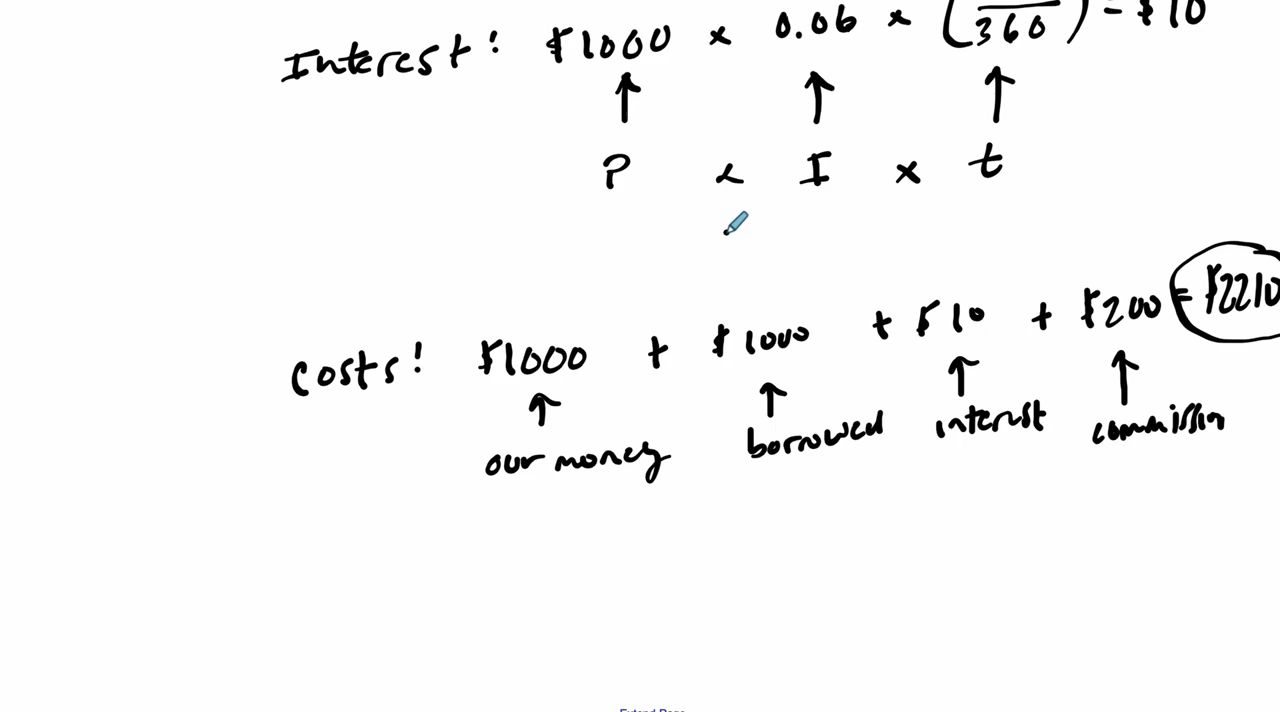 Interest: $1000 x 0.06 x ( /360) = $10
P x I x t
Costs: $1000 + $1000 + $10 + $200 = $2210
our money borrowed interest commission